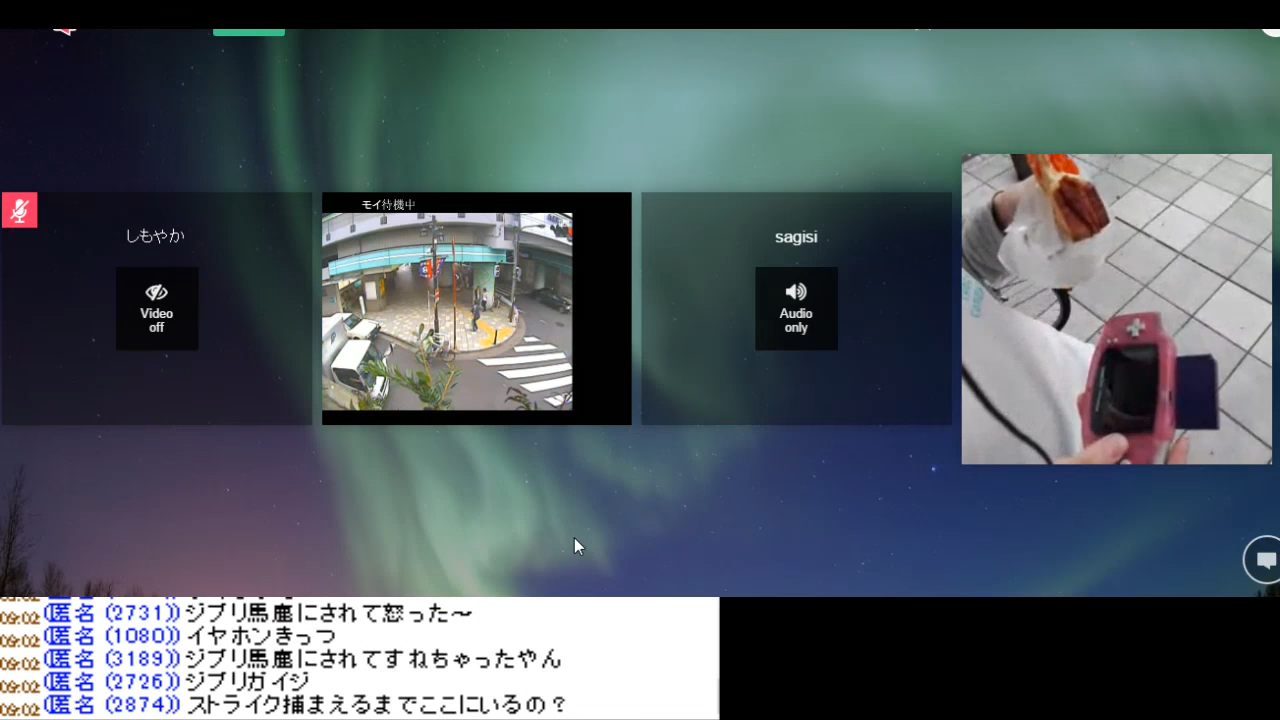 モイ待機中
しもやか
Video
off
sagisi
Audio
only
09:02 (匿名 (2731)) ジブリ馬鹿にされて怒った～
09:02 (匿名 (1080)) イヤホンきっつ
09:02 (匿名 (3189)) ジブリ馬鹿にされてすねちゃったやん
09:02 (匿名 (2726)) ジブリガイジ
09:02 (匿名 (2874)) ストライク捕まえるまでここにいるの？